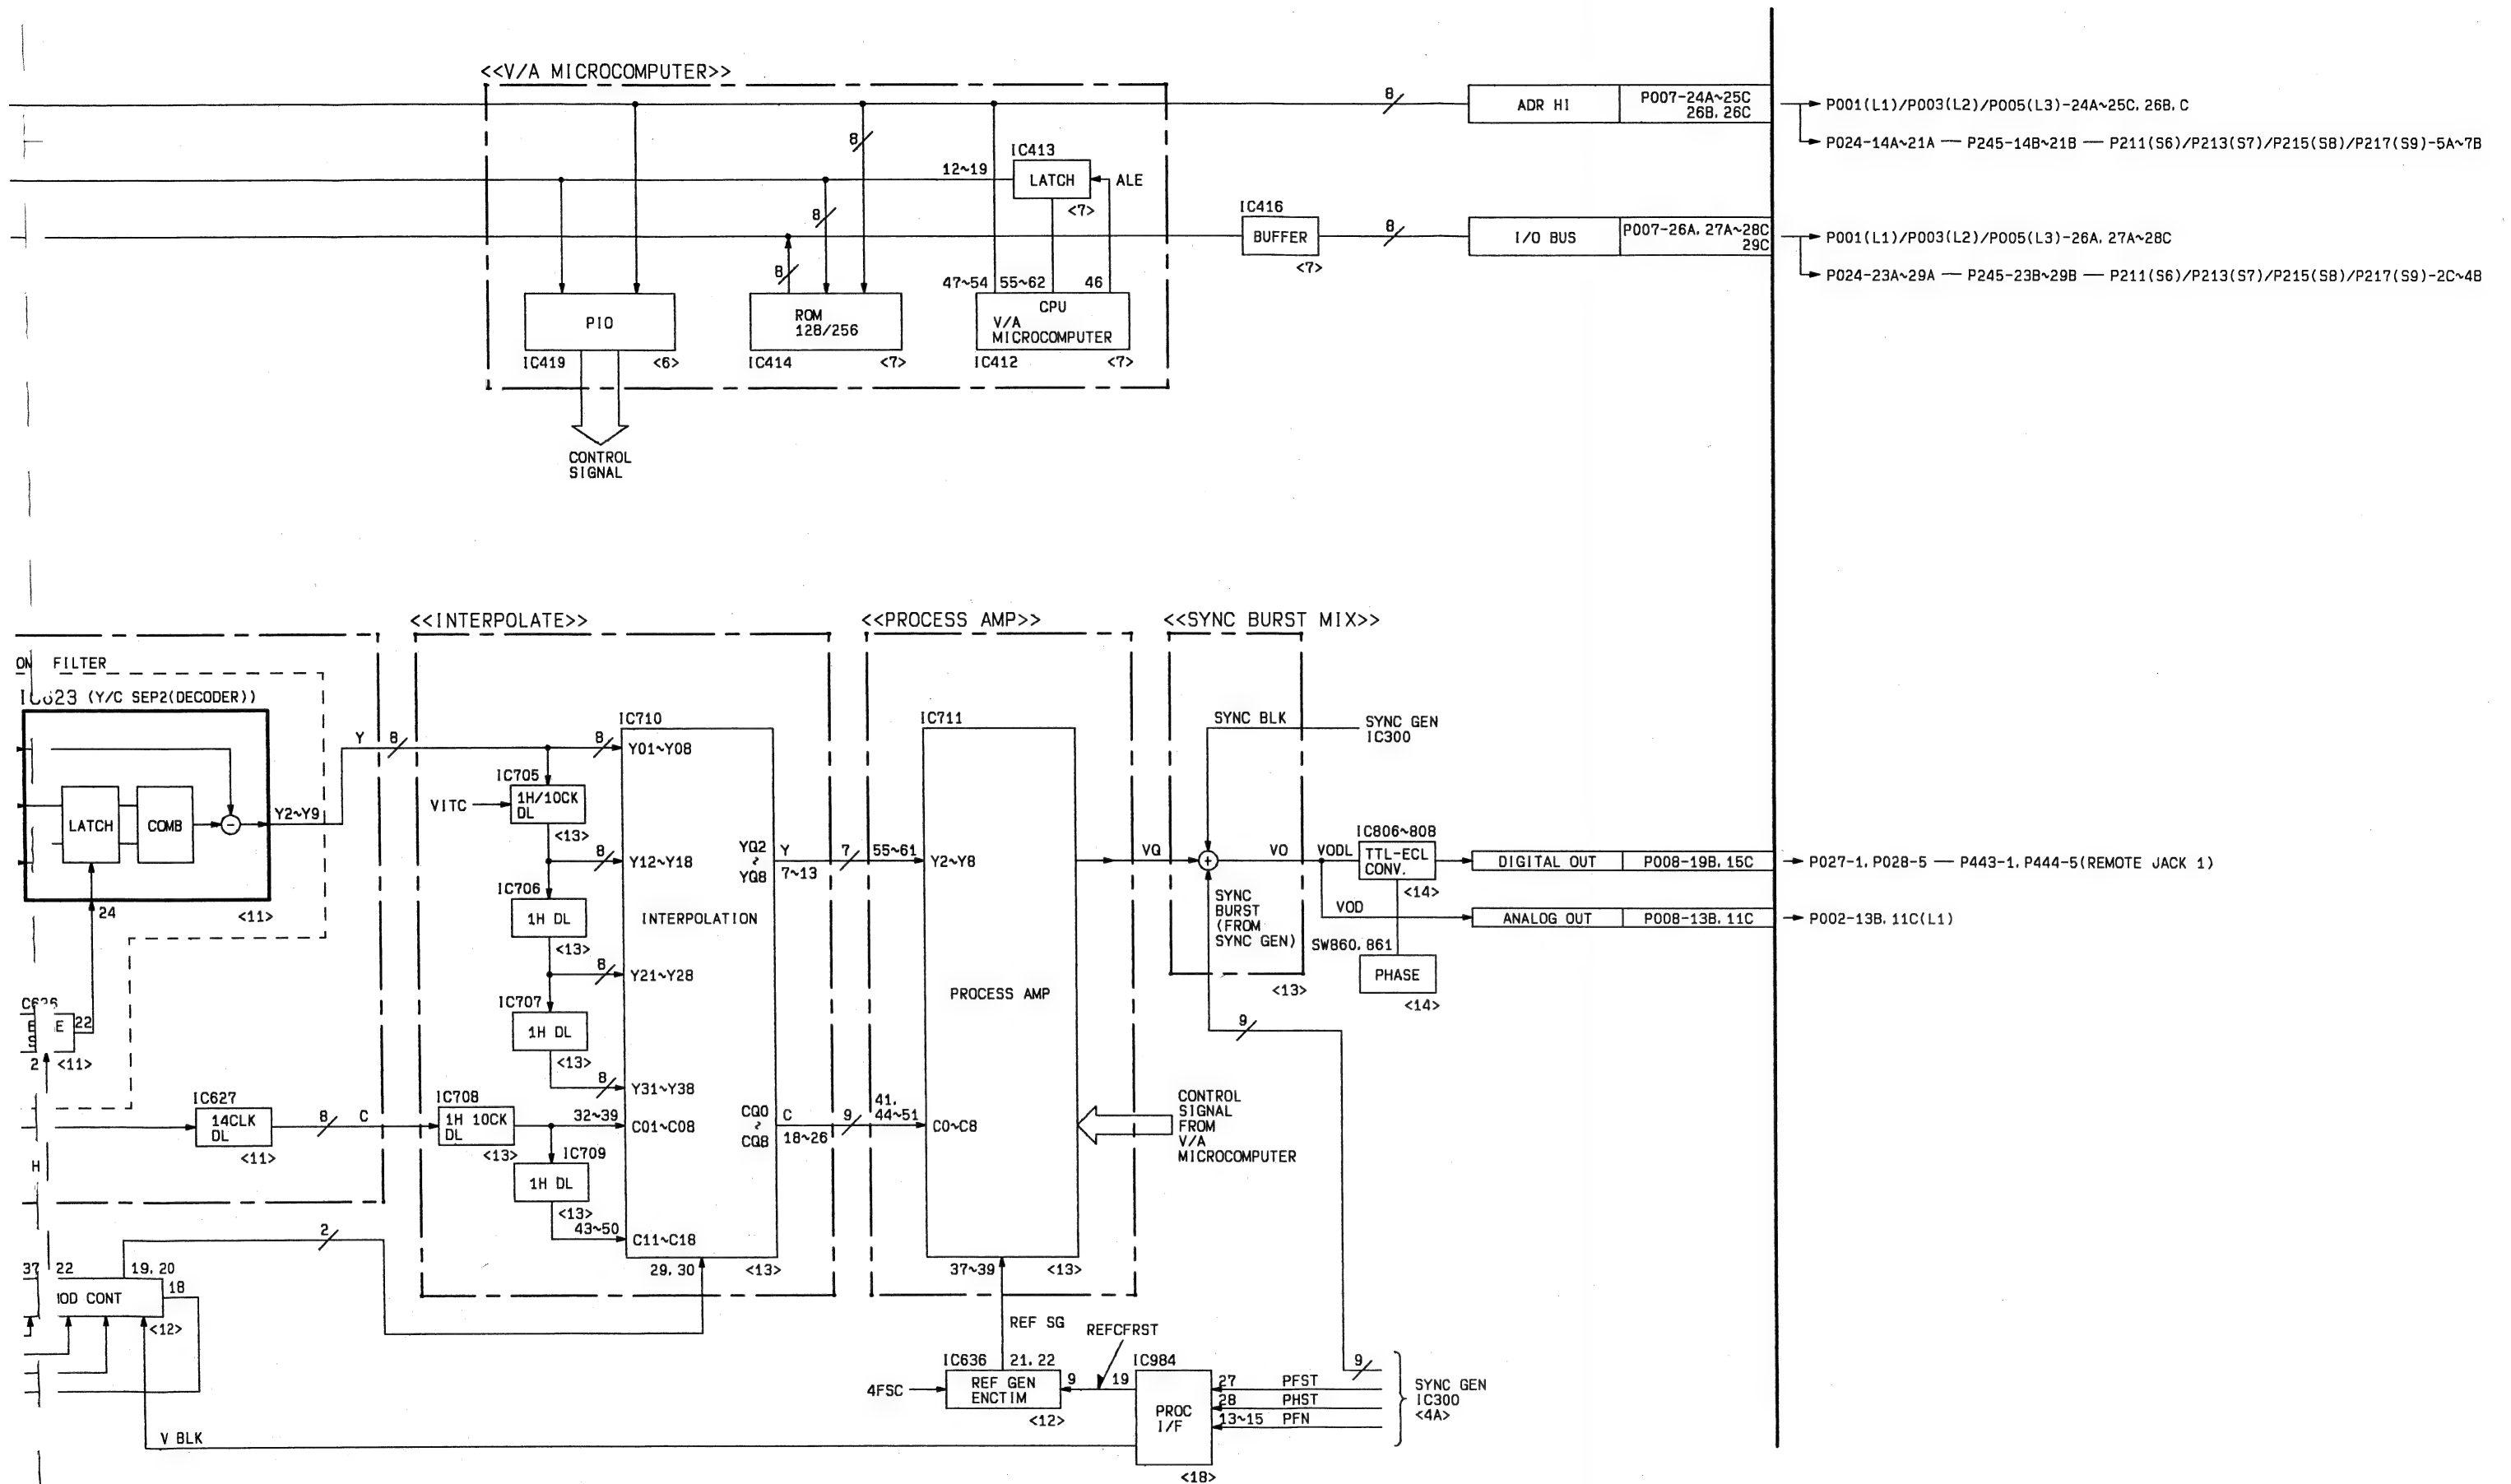 <<V/A MICROCOMPUTER>>
8
ADR HI
P007-24A~25C
26B, 26C
P001(L1)/P003(L2)/P005(L3)-24A~25C, 26B, C
P024-14A~21A — P245-14B~21B — P211(S6)/P213(S7)/P215(S8)/P217(S9)-5A~7B
8
IC413
12~19
LATCH
ALE
<7>
8
IC416
BUFFER
<7>
8
I/O BUS
P007-26A, 27A~28C
29C
P001(L1)/P003(L2)/P005(L3)-26A, 27A~28C
P024-23A~29A — P245-23B~29B — P211(S6)/P213(S7)/P215(S8)/P217(S9)-2C~4B
8
47~54
55~62
46
PIO
ROM
128/256
CPU
V/A
MICROCOMPUTER
IC419
<6>
IC414
<7>
IC412
<7>
CONTROL
SIGNAL
<<INTERPOLATE>>
<<PROCESS AMP>>
<<SYNC BURST MIX>>
FILTER
(Y/C SEP2(DECODER))
IC710
IC711
SYNC BLK
SYNC GEN
IC300
Y
8
8
Y01~Y08
IC705
VITC
1H/10CK
DL
<13>
LATCH
COMB
−
Y2~Y9
8
Y12~Y18
YQ2
~
YQ8
Y
7~13
7
55~61
Y2~Y8
VQ
+
VO
VODL
IC806~808
TTL-ECL
CONV.
<14>
DIGITAL OUT
P008-19B, 15C
P027-1, P028-5 — P443-1, P444-5(REMOTE JACK 1)
VOD
ANALOG OUT
P008-13B, 11C
P002-13B, 11C(L1)
24
<11>
IC706
1H DL
<13>
INTERPOLATION
SYNC
BURST
(FROM
SYNC GEN)
SW860, 861
PHASE
<14>
<13>
8
Y21~Y28
IC707
1H DL
<13>
PROCESS AMP
22
2
<11>
9
8
Y31~Y38
IC627
14CLK
DL
<11>
8
C
IC708
1H 10CK
DL
<13>
32~39
C01~C08
CQ0
~
CQ8
C
18~26
9
41,
44~51
C0~C8
CONTROL
SIGNAL
FROM
V/A
MICROCOMPUTER
H
IC709
1H DL
<13>
43~50
C11~C18
2
29, 30
<13>
37~39
<13>
37
22
19, 20
18
CONT
<12>
REF SG
REFCFRST
IC636
21, 22
4FSC
REF GEN
ENCTIM
<12>
9
19
IC984
PROC
I/F
<18>
27
PFST
28
PHST
13~15
PFN
9
SYNC GEN
IC300
<4A>
V BLK